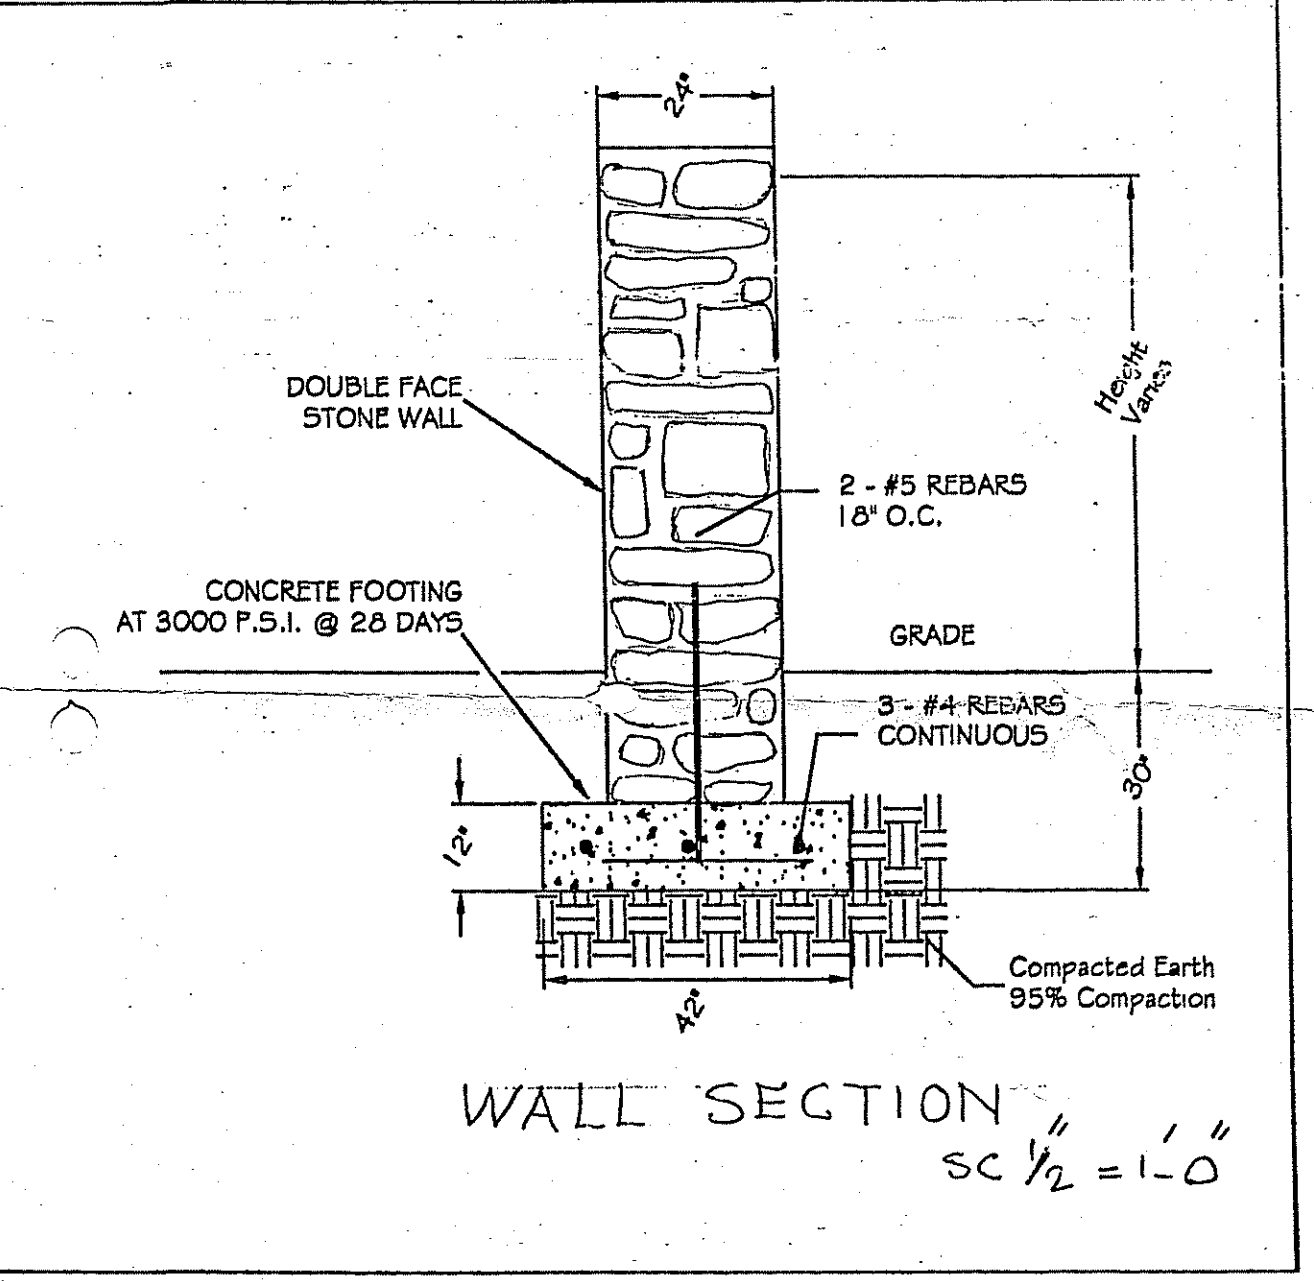 24"
DOUBLE FACE
STONE WALL
Height
Varies
2 - #5 REBARS
18" O.C.
CONCRETE FOOTING
AT 3000 P.S.I. @ 28 DAYS
GRADE
3 - #4 REBARS
CONTINUOUS
12"
30"
Compacted Earth
95% Compaction
42"
WALL SECTION
SC 1/2" = 1'-0"